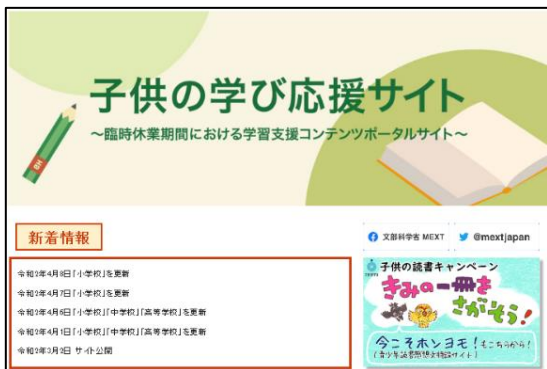 子供の学び応援サイト
～臨時休業期間における学習支援コンテンツポータルサイト～
新着情報
令和2年4月8日「小学校」を更新
令和2年4月7日「小学校」を更新
令和2年4月6日「小学校」「中学校」「高等学校」を更新
令和2年4月1日「小学校」「中学校」「高等学校」を更新
令和2年3月2日 サイト公開
文部科学省 MEXT
@mextjapan
子供の読書キャンペーン
きみの一冊を
さがそう!
今こそホンヨモ!もこちらから!